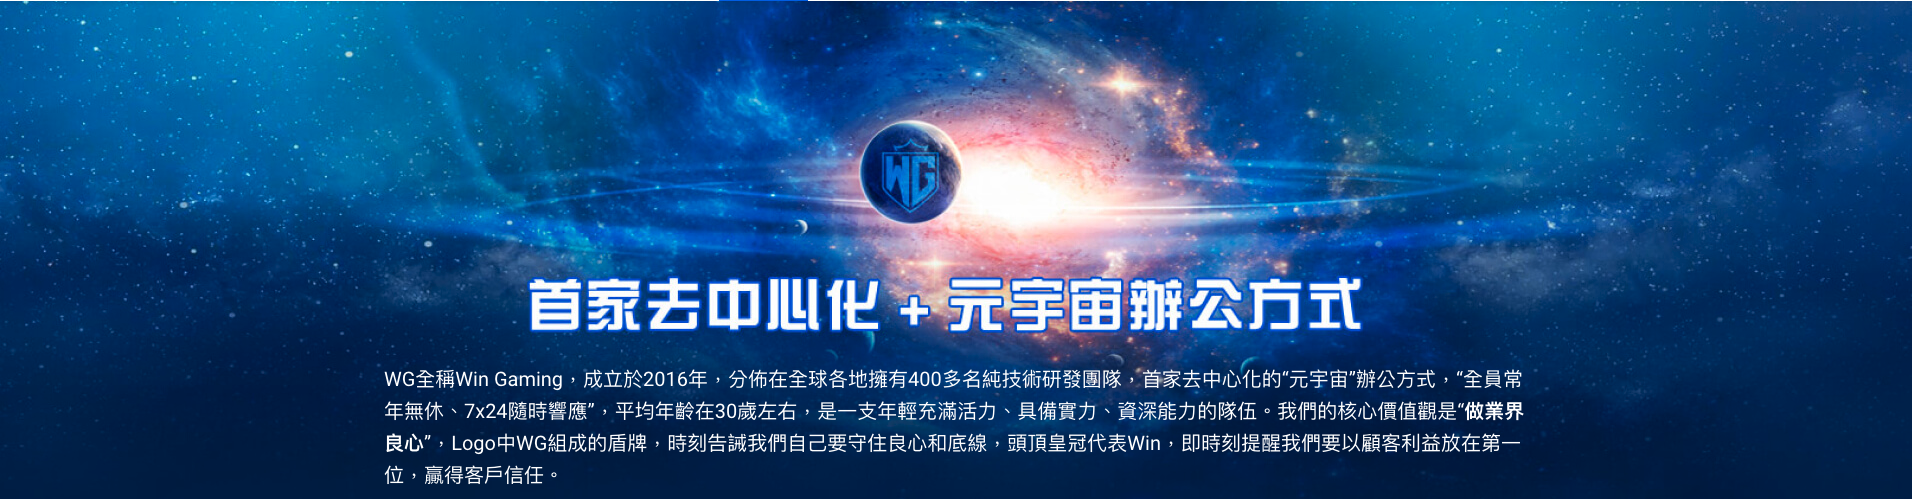 WG
首家去中心化 + 元宇宙辦公方式
WG全稱Win Gaming，成立於2016年，分佈在全球各地擁有400多名純技術研發團隊，首家去中心化的“元宇宙”辦公方式，“全員常
年無休、7x24隨時響應”，平均年齡在30歲左右，是一支年輕充滿活力、具備實力、資深能力的隊伍。我們的核心價值觀是“做業界
良心”，Logo中WG組成的盾牌，時刻告誡我們自己要守住良心和底線，頭頂皇冠代表Win，即時刻提醒我們要以顧客利益放在第一
位，贏得客戶信任。